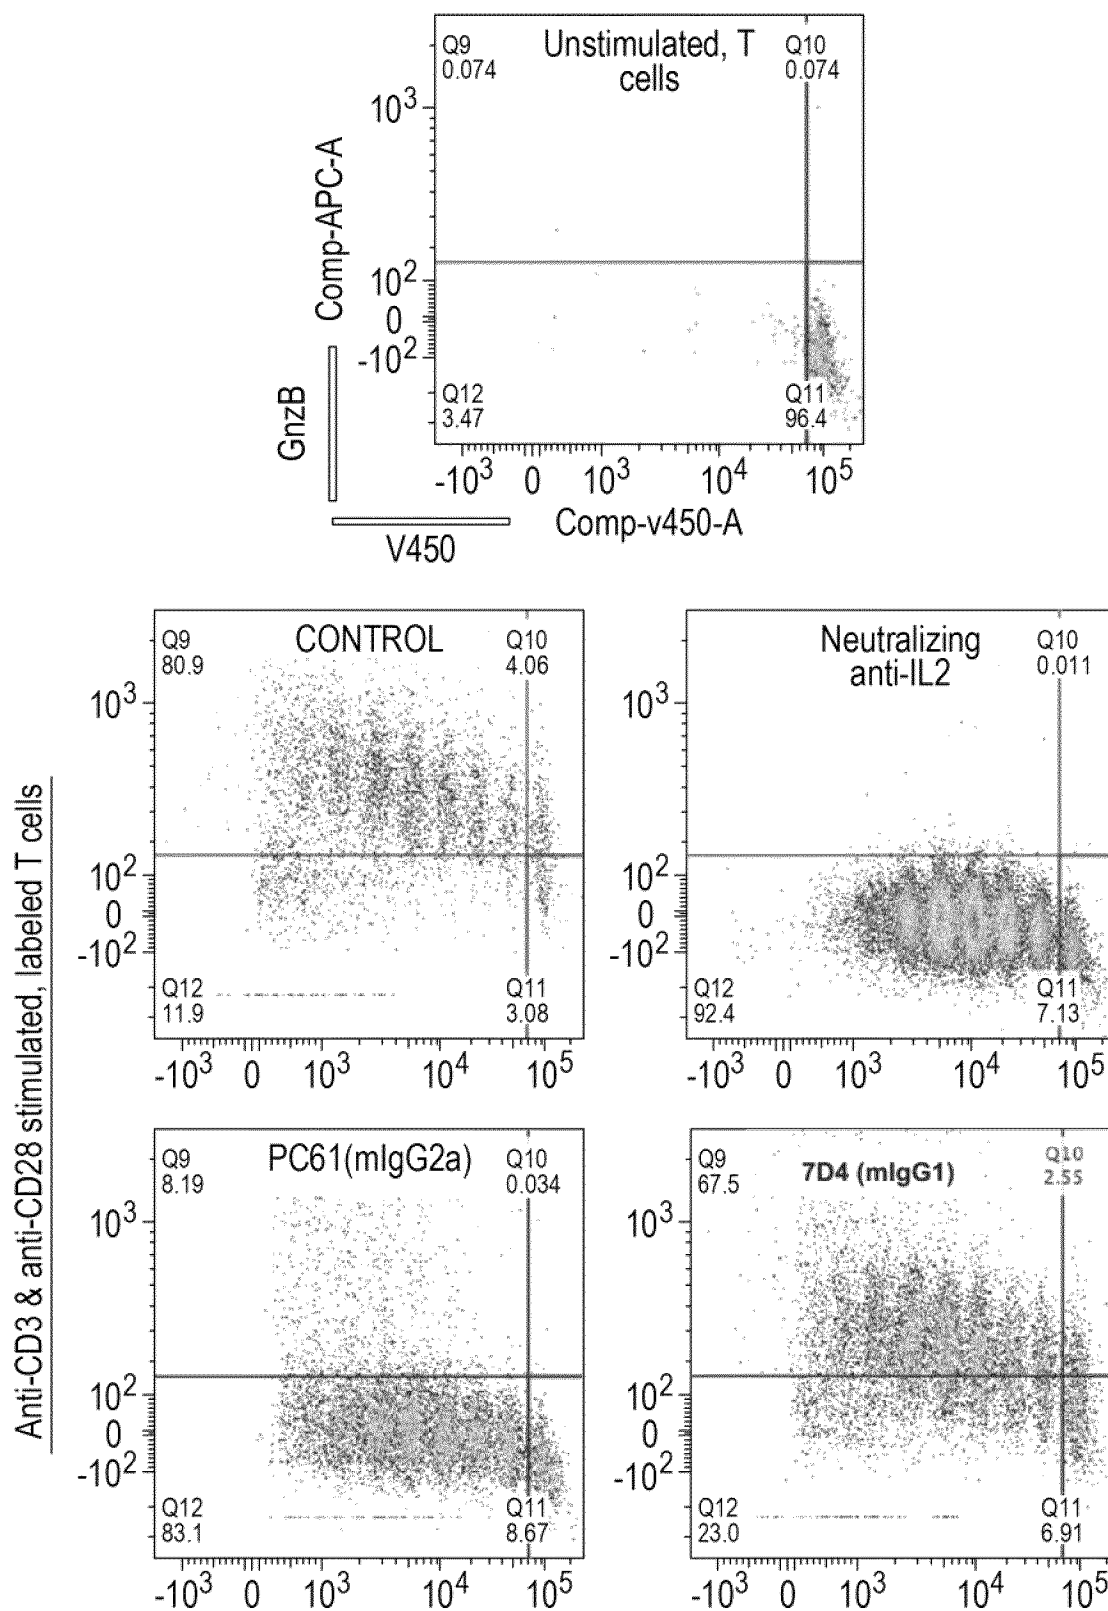 Q9
0.074
Unstimulated, T
cells
Q10
0.074
10³
10²
0
-10²
Comp-APC-A
GnzB
Q12
3.47
Q11
96.4
-10³ 0 10³ 10⁴ 10⁵
Comp-v450-A
V450
Anti-CD3 & anti-CD28 stimulated, labeled T cells
Q9
80.9
CONTROL
Q10
4.06
10³
10²
0
-10²
Q12
11.9
Q11
3.08
-10³ 0 10³ 10⁴ 10⁵
Neutralizing
anti-IL2
Q10
0.011
10³
10²
0
-10²
Q12
92.4
Q11
7.13
-10³ 0 10³ 10⁴ 10⁵
Q9
8.19
PC61(mIgG2a)
Q10
0.034
10³
10²
0
-10²
Q12
83.1
Q11
8.67
-10³ 0 10³ 10⁴ 10⁵
Q9
67.5
7D4 (mIgG1)
Q10
2.55
10³
10²
0
-10²
Q12
23.0
Q11
6.91
-10³ 0 10³ 10⁴ 10⁵